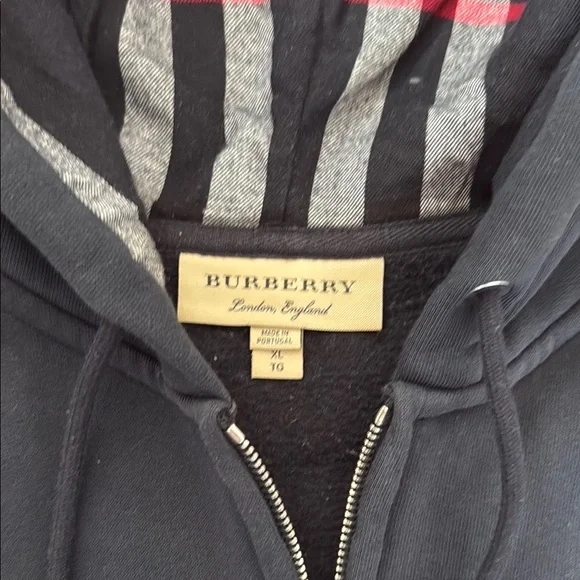 BURBERRY
London, England
MADE IN
PORTUGAL
XL
TG